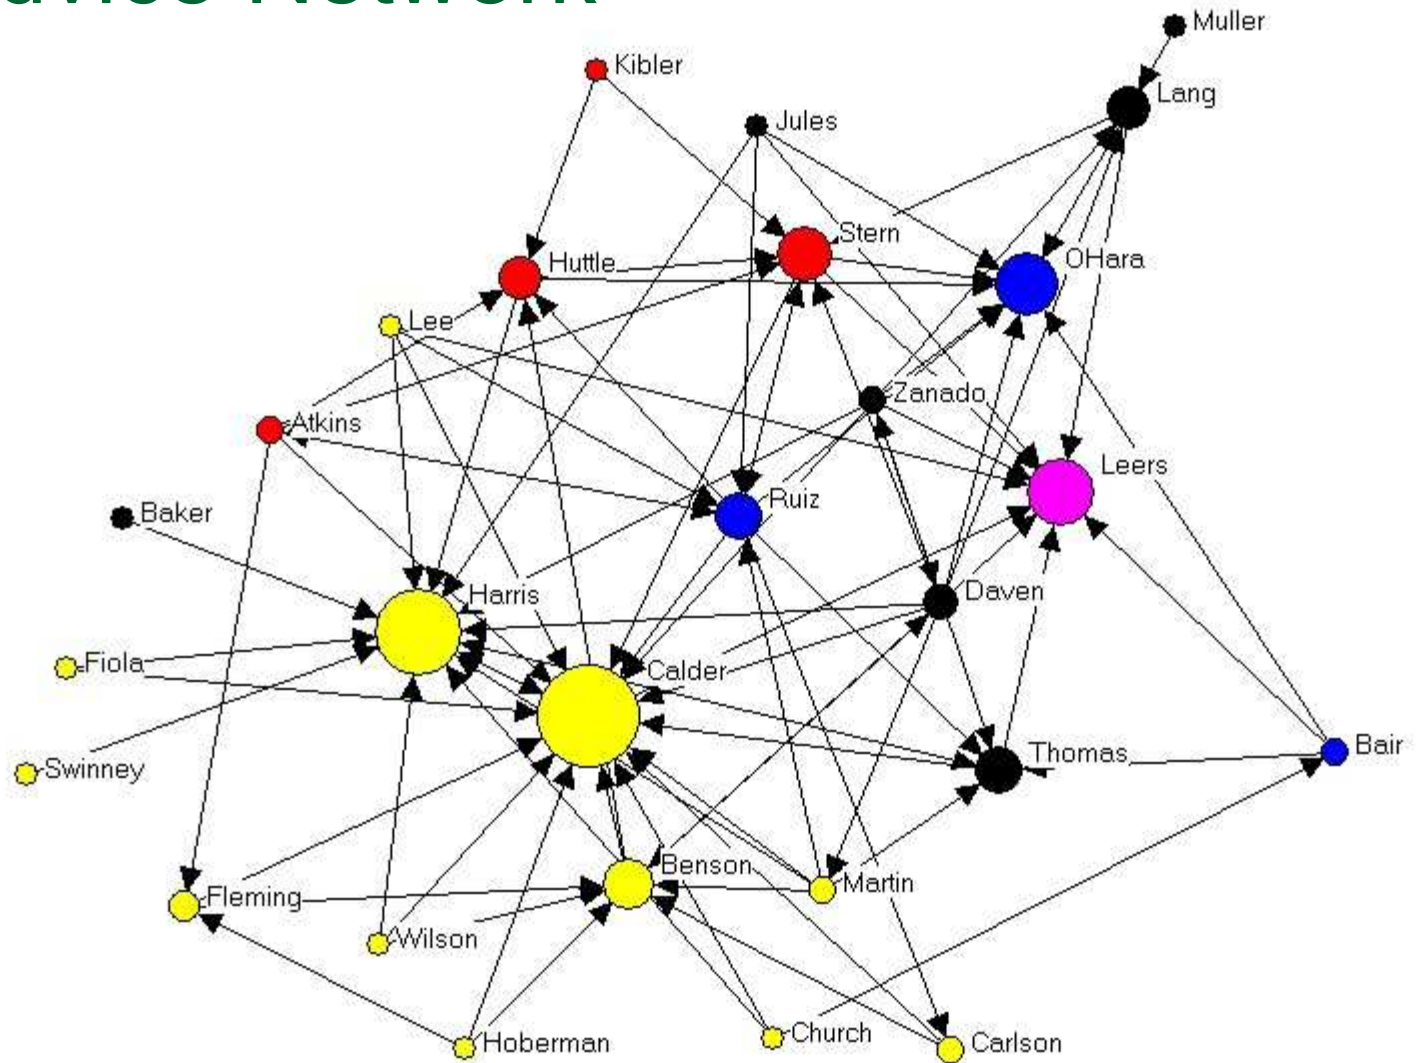 Network
Muller
Kibler
Lang
Jules
Stern
OHara
Huttle
Lee
Zanado
Atkins
Leers
Ruiz
Baker
Daven
Harris
Fiola
Calder
Thomas
Bair
Swinney
Benson
Martin
Fleming
Wilson
Church
Hoberman
Carlson